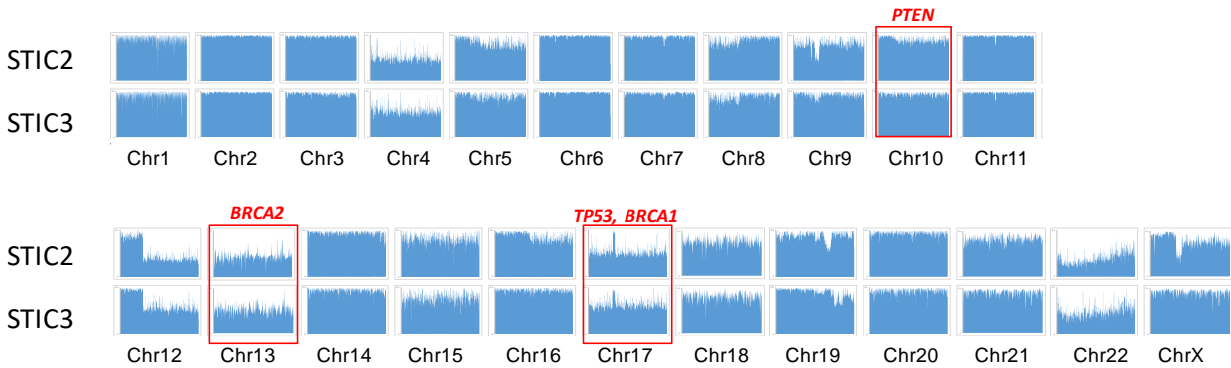 PTEN
STIC2
STIC3
Chr1 Chr2 Chr3 Chr4 Chr5 Chr6 Chr7 Chr8 Chr9 Chr10 Chr11
BRCA2 TP53, BRCA1
STIC2
STIC3
Chr12 Chr13 Chr14 Chr15 Chr16 Chr17 Chr18 Chr19 Chr20 Chr21 Chr22 ChrX